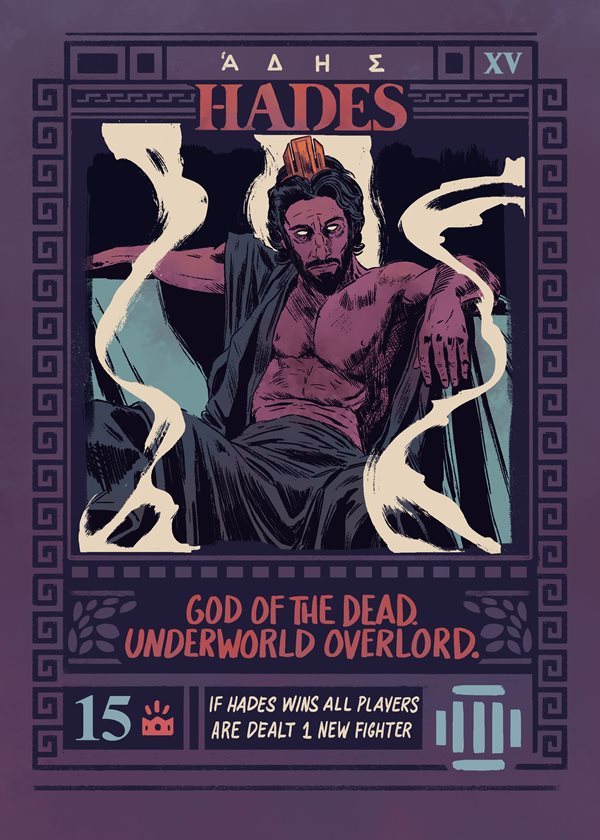 ΆΔΗΣ
XV
HADES
GOD OF THE DEAD.
UNDERWORLD OVERLORD.
15
IF HADES WINS ALL PLAYERS
ARE DEALT 1 NEW FIGHTER